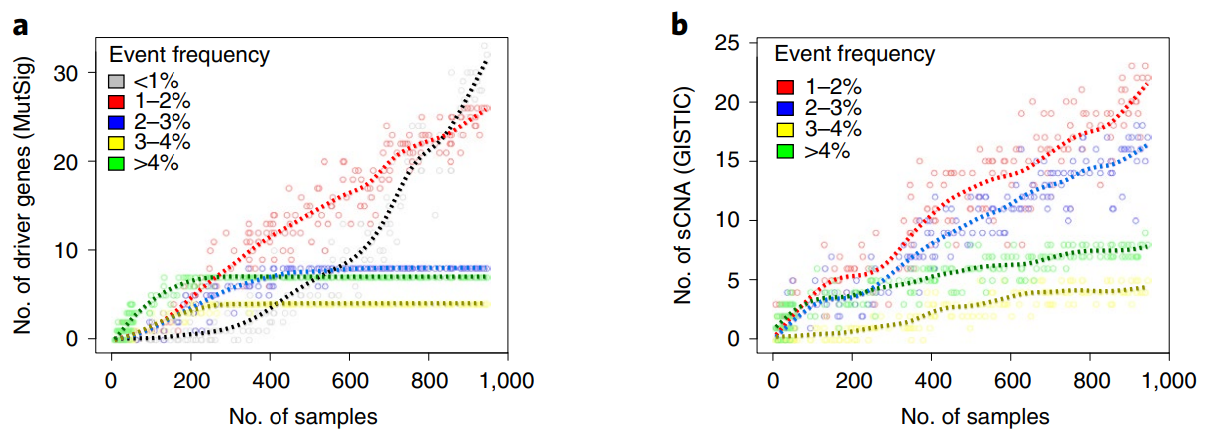 a
No. of driver genes (MutSig)
30
20
10
0
Event frequency
<1%
1–2%
2–3%
3–4%
>4%
0 200 400 600 800 1,000
No. of samples
b
No. of sCNA (GISTIC)
25
20
15
10
5
0
Event frequency
1–2%
2–3%
3–4%
>4%
0 200 400 600 800 1,000
No. of samples